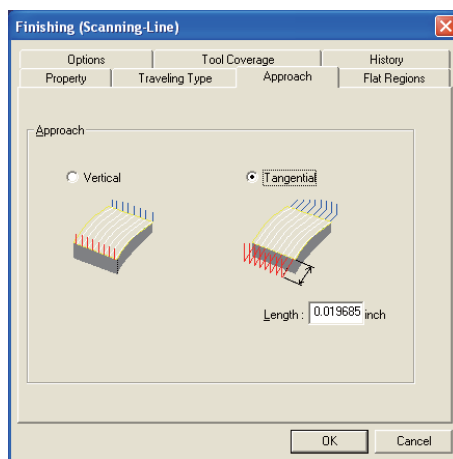 Finishing (Scanning-Line)
Options Tool Coverage History
Property Traveling Type Approach Flat Regions
Approach
Vertical Tangential
Length : 0.019685 inch
OK Cancel